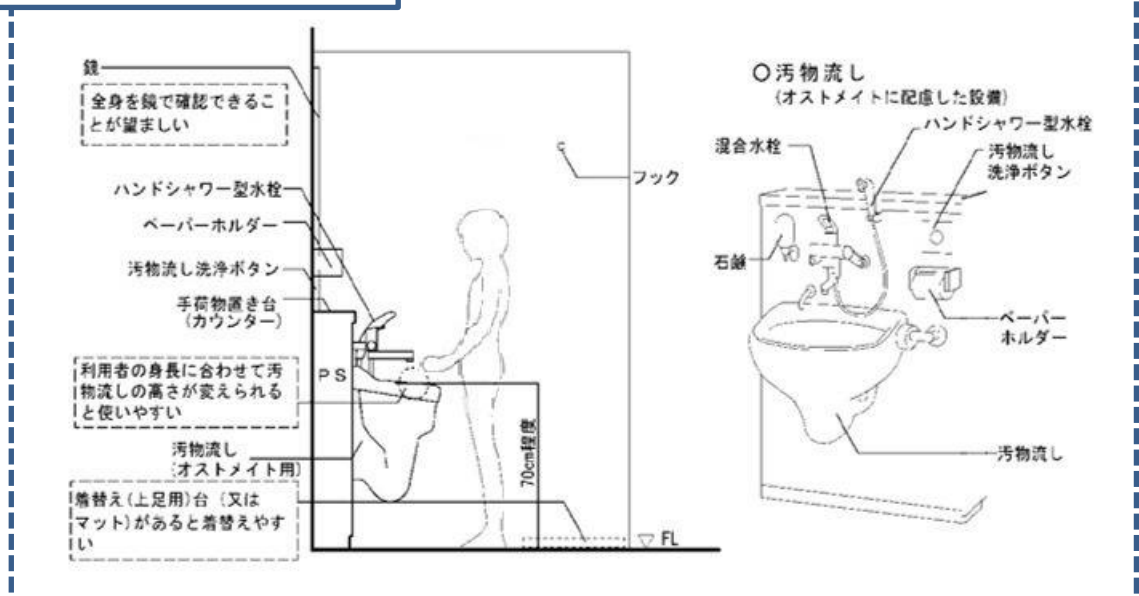 鏡
全身を鏡で確認できるこ
とが望ましい
ハンドシャワー型水栓
ペーパーホルダー
汚物流し洗浄ボタン
手荷物置き台
(カウンター)
利用者の身長に合わせて汚
物流しの高さが変えられる
と使いやすい
汚物流し
(オストメイト用)
着替え(上足用)台 (又は
マット)があると着替えやす
い
PS
フック
70cm程度
FL
○汚物流し
(オストメイトに配慮した設備)
ハンドシャワー型水栓
混合水栓
汚物流し
洗浄ボタン
石鹸
ペーパー
ホルダー
汚物流し